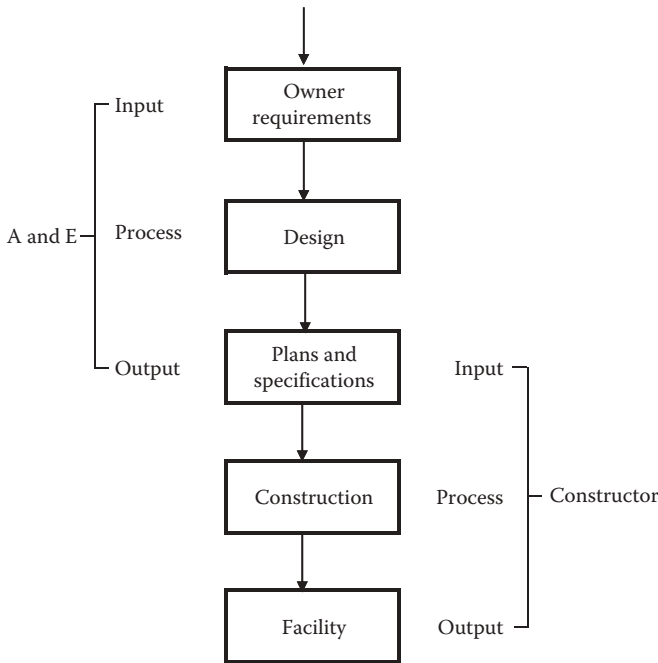 Owner
requirements
Input
A and E
Process
Design
Output
Plans and
specifications
Input
Construction
Process
Constructor
Facility
Output